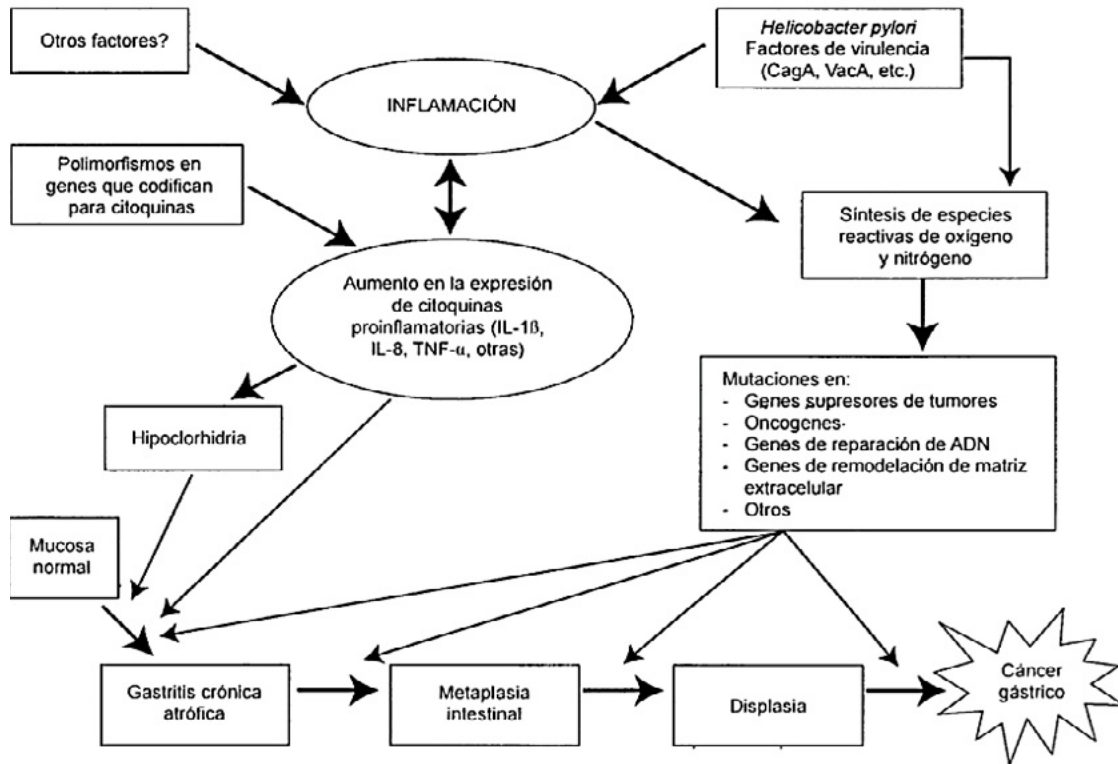 Otros factores?
Helicobacter pylori
Factores de virulencia
(CagA, VacA, etc.)
INFLAMACIÓN
Polimorfismos en
genes que codifican
para citoquinas
Síntesis de especies
reactivas de oxígeno
y nitrógeno
Aumento en la expresión
de citoquinas
proinflamatorias (IL-1ß,
IL-8, TNF-α, otras)
Mutaciones en:
- Genes supresores de tumores
- Oncogenes
- Genes de reparación de ADN
- Genes de remodelación de matriz
extracelular
- Otros
Hipoclorhidria
Mucosa
normal
Gastritis crónica
atrófica
Metaplasia
intestinal
Displasia
Cáncer
gástrico